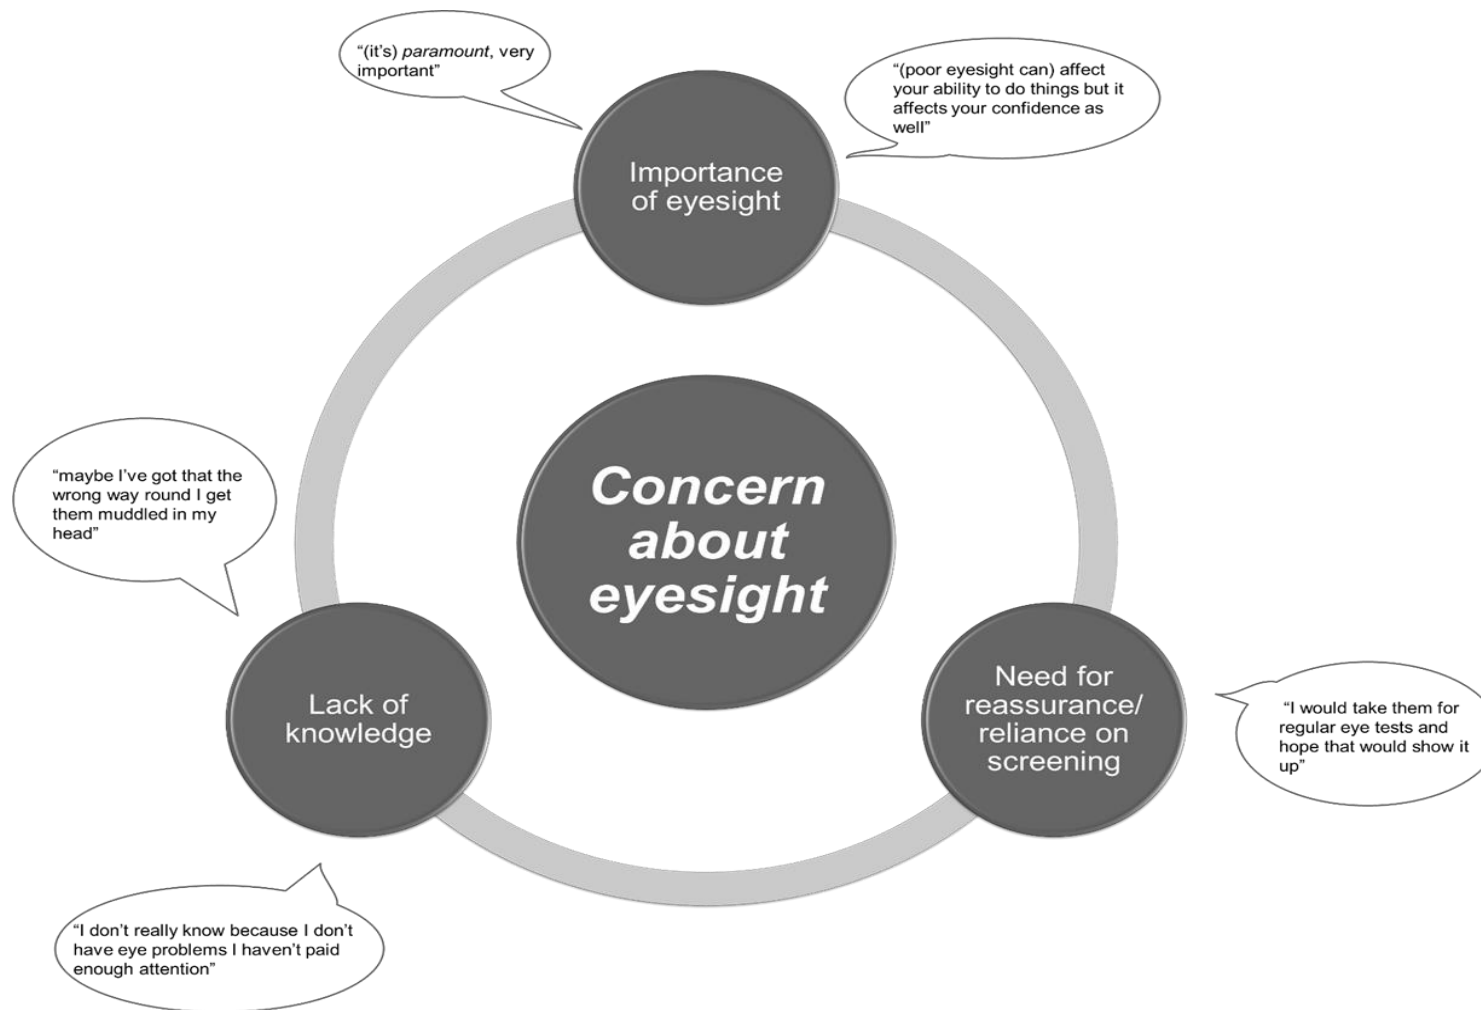 “(it’s) paramount, very
important”
“(poor eyesight can) affect
your ability to do things but it
affects your confidence as
well”
Importance
of eyesight
“maybe I’ve got that the
wrong way round I get
them muddled in my
head”
Concern
about
eyesight
Lack of
knowledge
Need for
reassurance/
reliance on
screening
“I would take them for
regular eye tests and
hope that would show it
up”
“I don’t really know because I don’t
have eye problems I haven’t paid
enough attention”